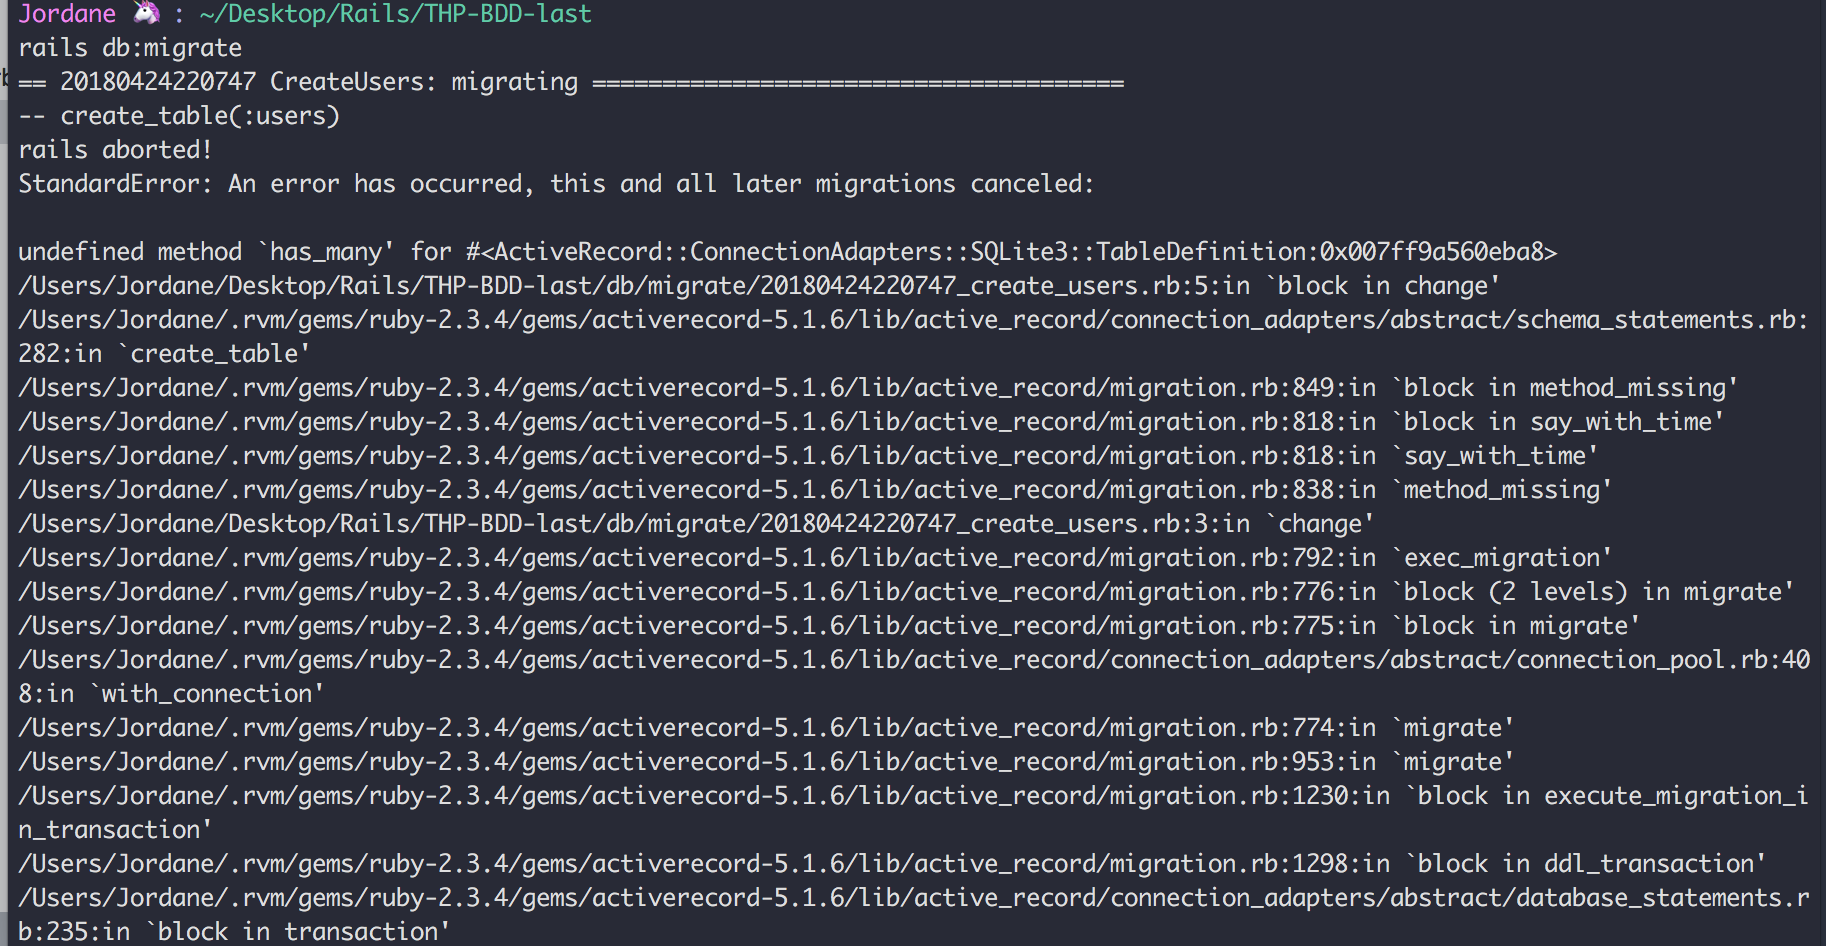 Jordane 🦄 : ~/Desktop/Rails/THP-BDD-last
rails db:migrate
== 20180424220747 CreateUsers: migrating ======================================
-- create_table(:users)
rails aborted!
StandardError: An error has occurred, this and all later migrations canceled:

undefined method `has_many' for #<ActiveRecord::ConnectionAdapters::SQLite3::TableDefinition:0x007ff9a560eba8>
/Users/Jordane/Desktop/Rails/THP-BDD-last/db/migrate/20180424220747_create_users.rb:5:in `block in change'
/Users/Jordane/.rvm/gems/ruby-2.3.4/gems/activerecord-5.1.6/lib/active_record/connection_adapters/abstract/schema_statements.rb:
282:in `create_table'
/Users/Jordane/.rvm/gems/ruby-2.3.4/gems/activerecord-5.1.6/lib/active_record/migration.rb:849:in `block in method_missing'
/Users/Jordane/.rvm/gems/ruby-2.3.4/gems/activerecord-5.1.6/lib/active_record/migration.rb:818:in `block in say_with_time'
/Users/Jordane/.rvm/gems/ruby-2.3.4/gems/activerecord-5.1.6/lib/active_record/migration.rb:818:in `say_with_time'
/Users/Jordane/.rvm/gems/ruby-2.3.4/gems/activerecord-5.1.6/lib/active_record/migration.rb:838:in `method_missing'
/Users/Jordane/Desktop/Rails/THP-BDD-last/db/migrate/20180424220747_create_users.rb:3:in `change'
/Users/Jordane/.rvm/gems/ruby-2.3.4/gems/activerecord-5.1.6/lib/active_record/migration.rb:792:in `exec_migration'
/Users/Jordane/.rvm/gems/ruby-2.3.4/gems/activerecord-5.1.6/lib/active_record/migration.rb:776:in `block (2 levels) in migrate'
/Users/Jordane/.rvm/gems/ruby-2.3.4/gems/activerecord-5.1.6/lib/active_record/migration.rb:775:in `block in migrate'
/Users/Jordane/.rvm/gems/ruby-2.3.4/gems/activerecord-5.1.6/lib/active_record/connection_adapters/abstract/connection_pool.rb:40
8:in `with_connection'
/Users/Jordane/.rvm/gems/ruby-2.3.4/gems/activerecord-5.1.6/lib/active_record/migration.rb:774:in `migrate'
/Users/Jordane/.rvm/gems/ruby-2.3.4/gems/activerecord-5.1.6/lib/active_record/migration.rb:953:in `migrate'
/Users/Jordane/.rvm/gems/ruby-2.3.4/gems/activerecord-5.1.6/lib/active_record/migration.rb:1230:in `block in execute_migration_i
n_transaction'
/Users/Jordane/.rvm/gems/ruby-2.3.4/gems/activerecord-5.1.6/lib/active_record/migration.rb:1298:in `block in ddl_transaction'
/Users/Jordane/.rvm/gems/ruby-2.3.4/gems/activerecord-5.1.6/lib/active_record/connection_adapters/abstract/database_statements.r
b:235:in `block in transaction'